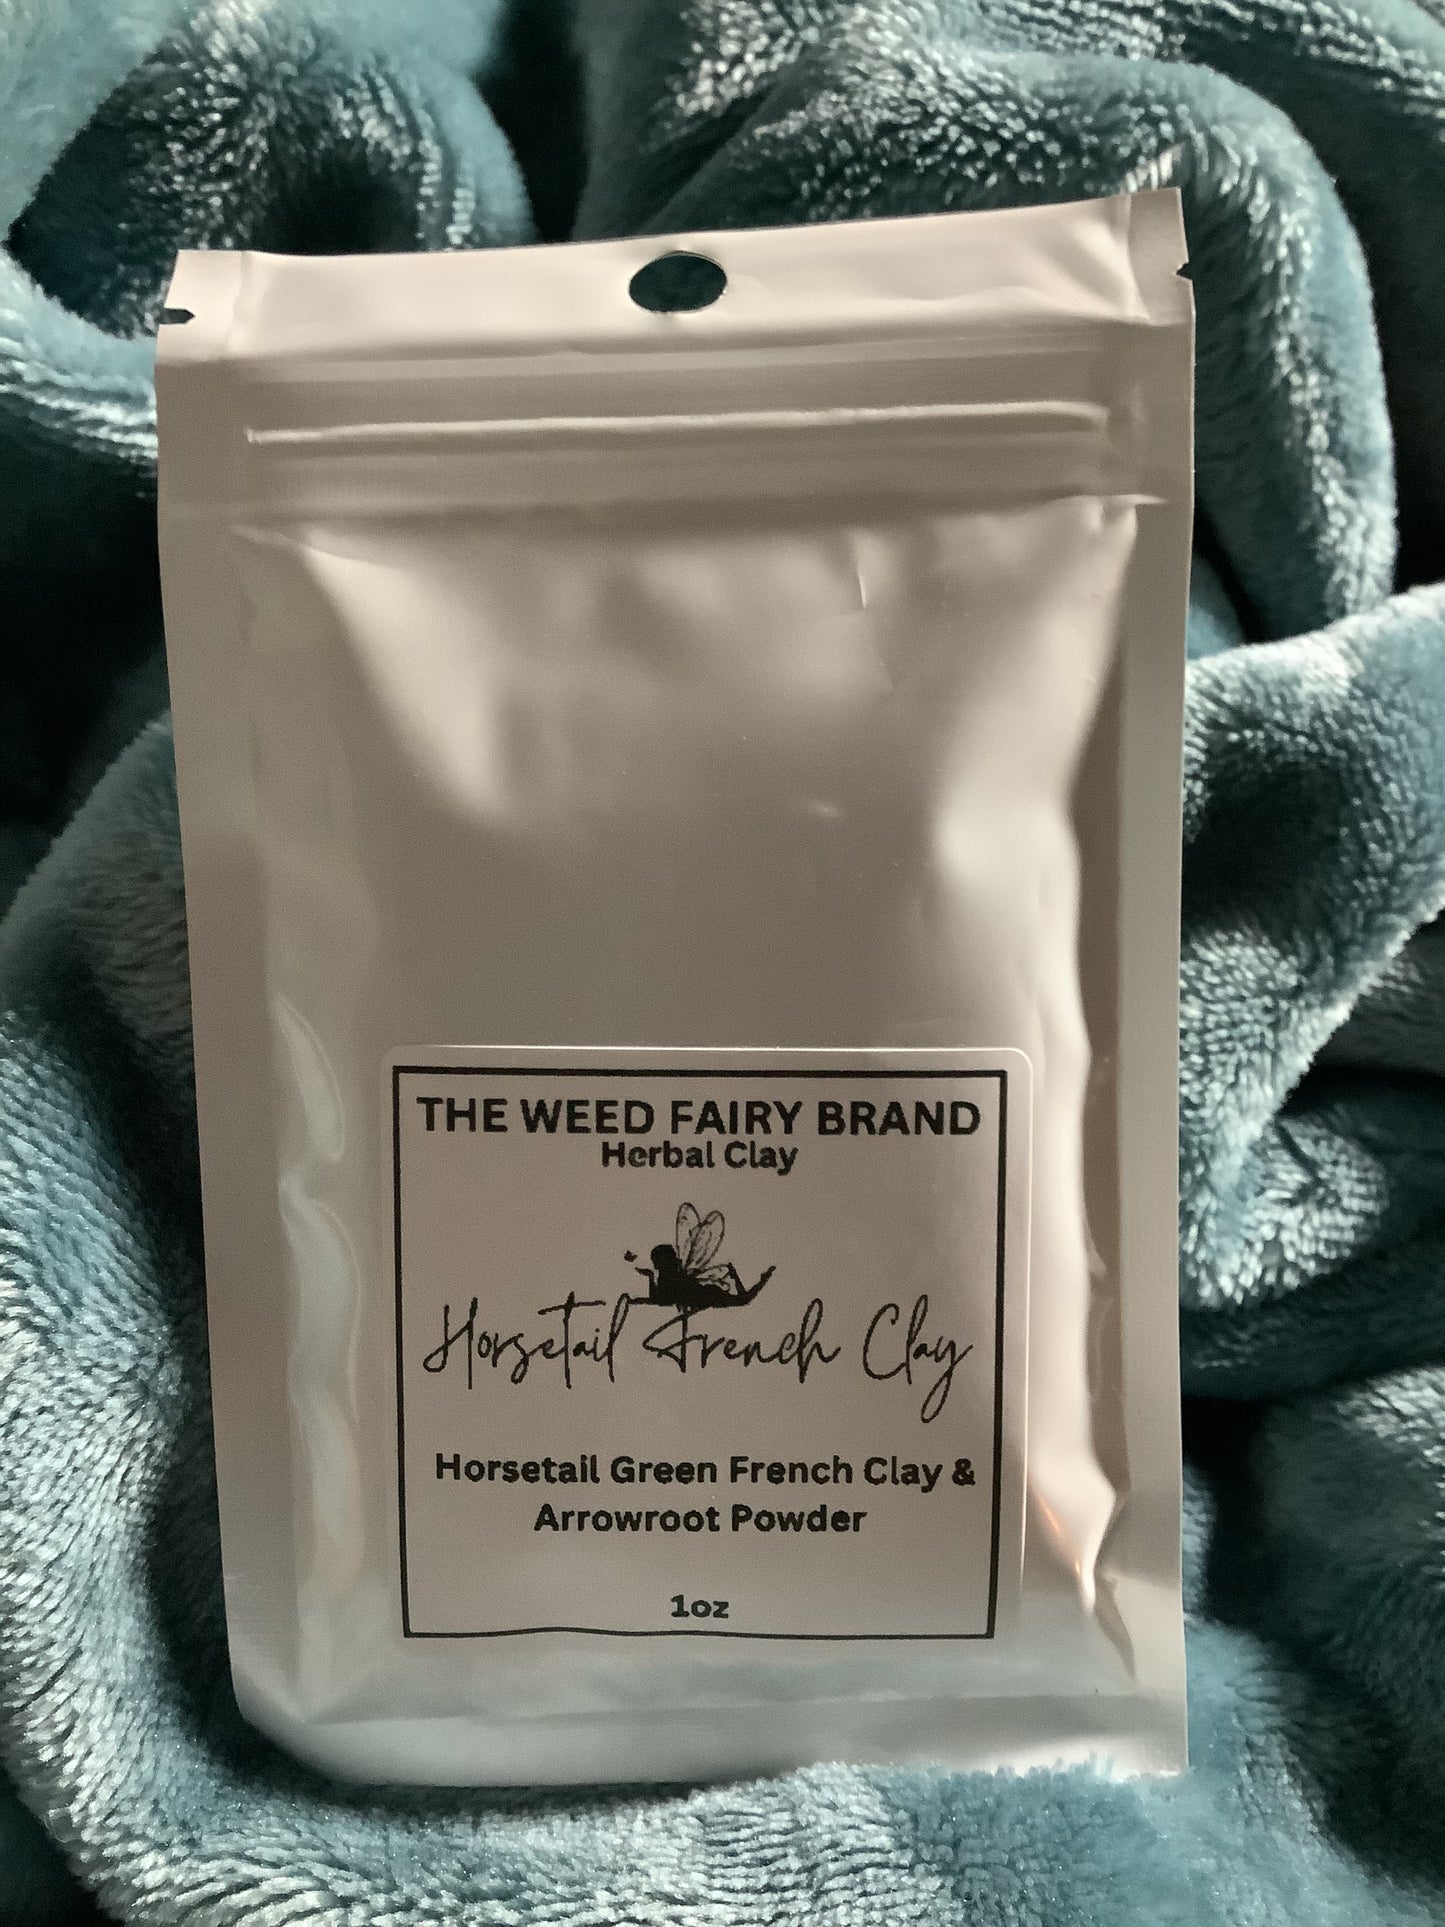 THE WEED FAIRY BRAND
Herbal Clay
Horsetail French Clay
Horsetail Green French Clay &
Arrowroot Powder
1oz